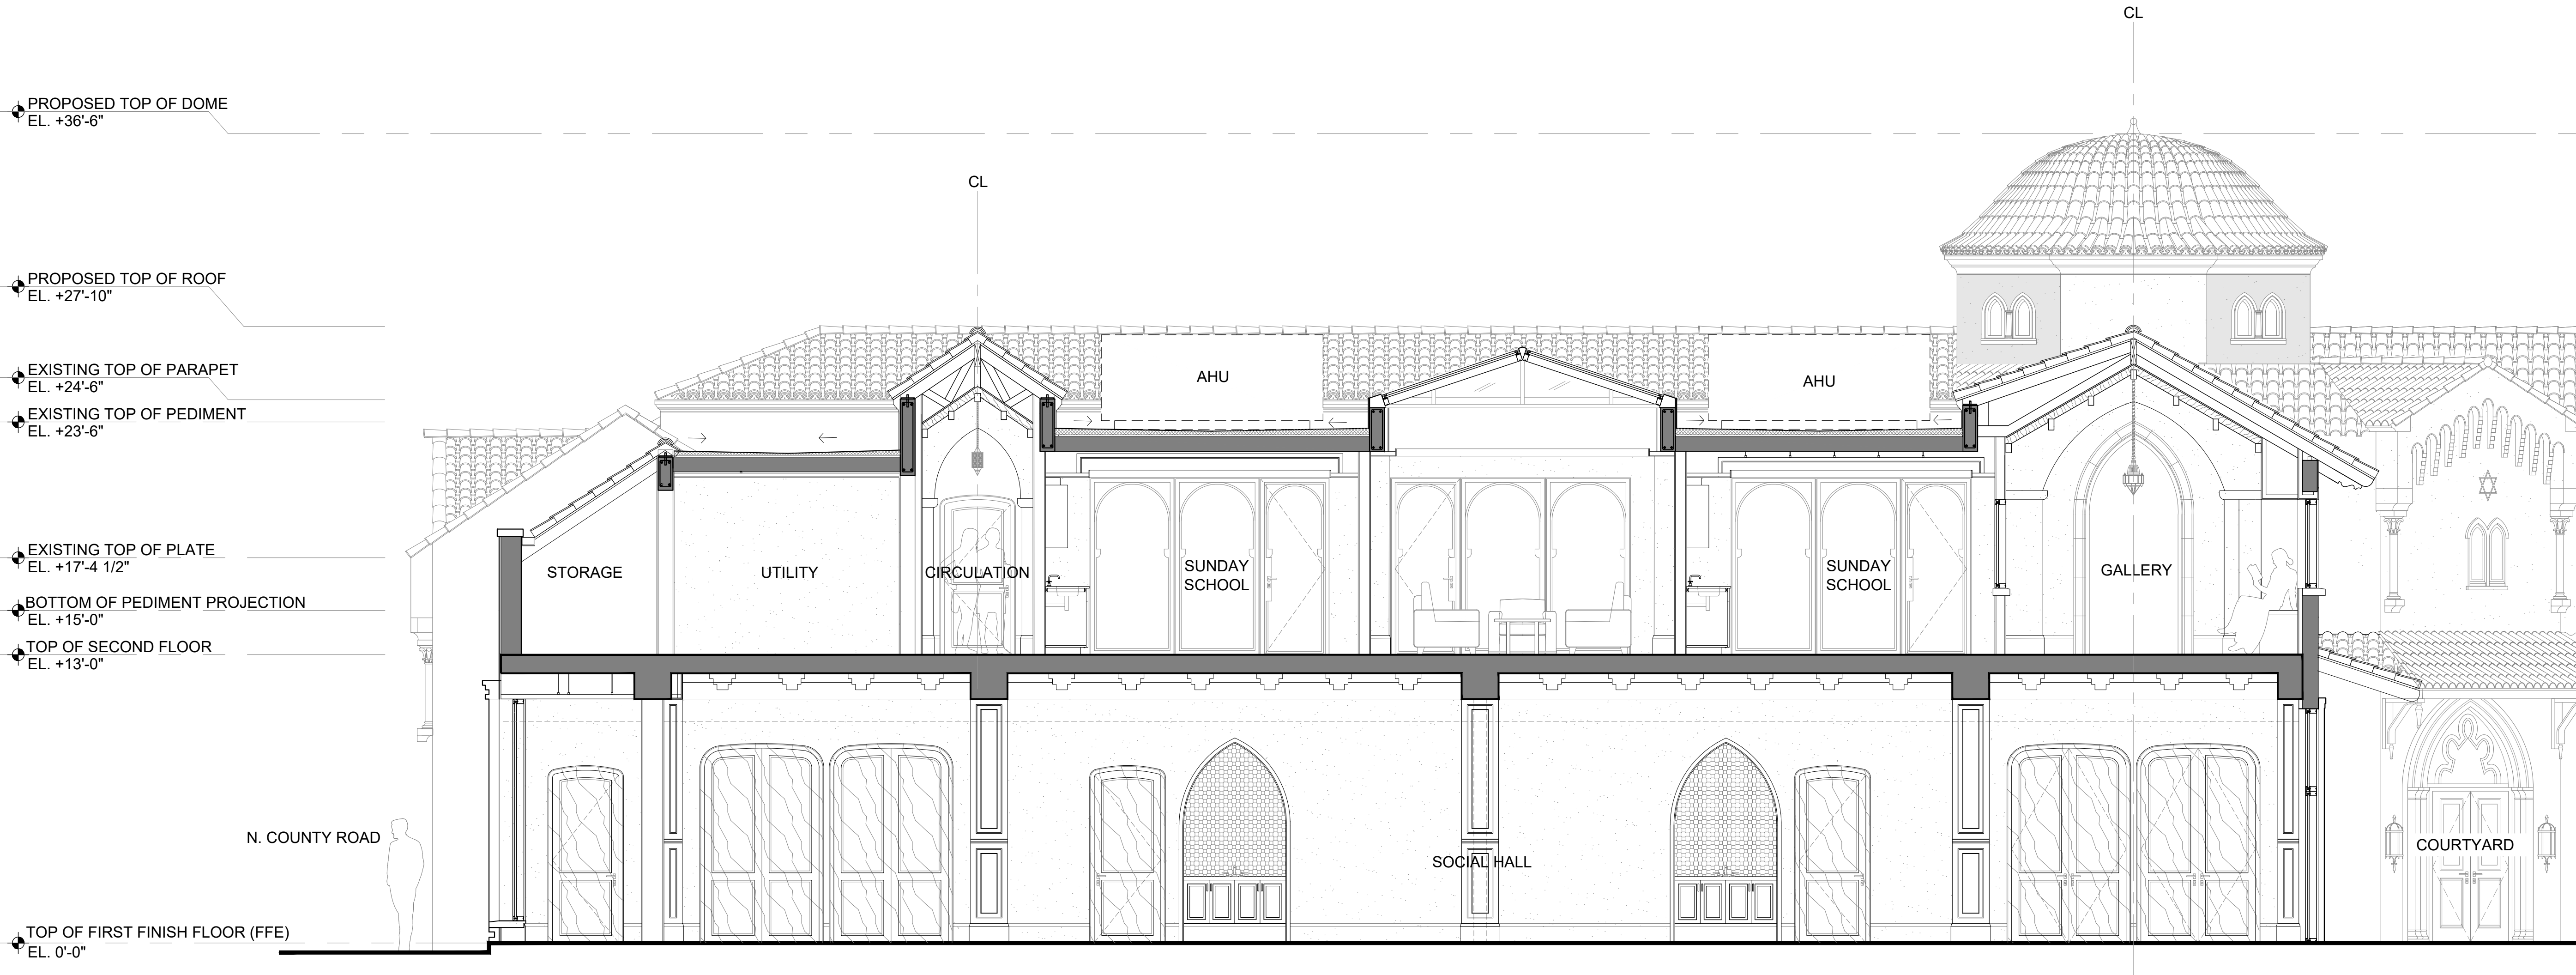 CL
PROPOSED TOP OF DOME
EL. +36'-6"
CL
PROPOSED TOP OF ROOF
EL. +27'-10"
EXISTING TOP OF PARAPET
EL. +24'-6"
AHU
AHU
EXISTING TOP OF PEDIMENT
EL. +23'-6"
EXISTING TOP OF PLATE
EL. +17'-4 1/2"
STORAGE
UTILITY
CIRCULATION
SUNDAY
SCHOOL
SUNDAY
SCHOOL
GALLERY
BOTTOM OF PEDIMENT PROJECTION
EL. +15'-0"
TOP OF SECOND FLOOR
EL. +13'-0"
N. COUNTY ROAD
SOCIAL HALL
COURTYARD
TOP OF FIRST FINISH FLOOR (FFE)
EL. 0'-0"